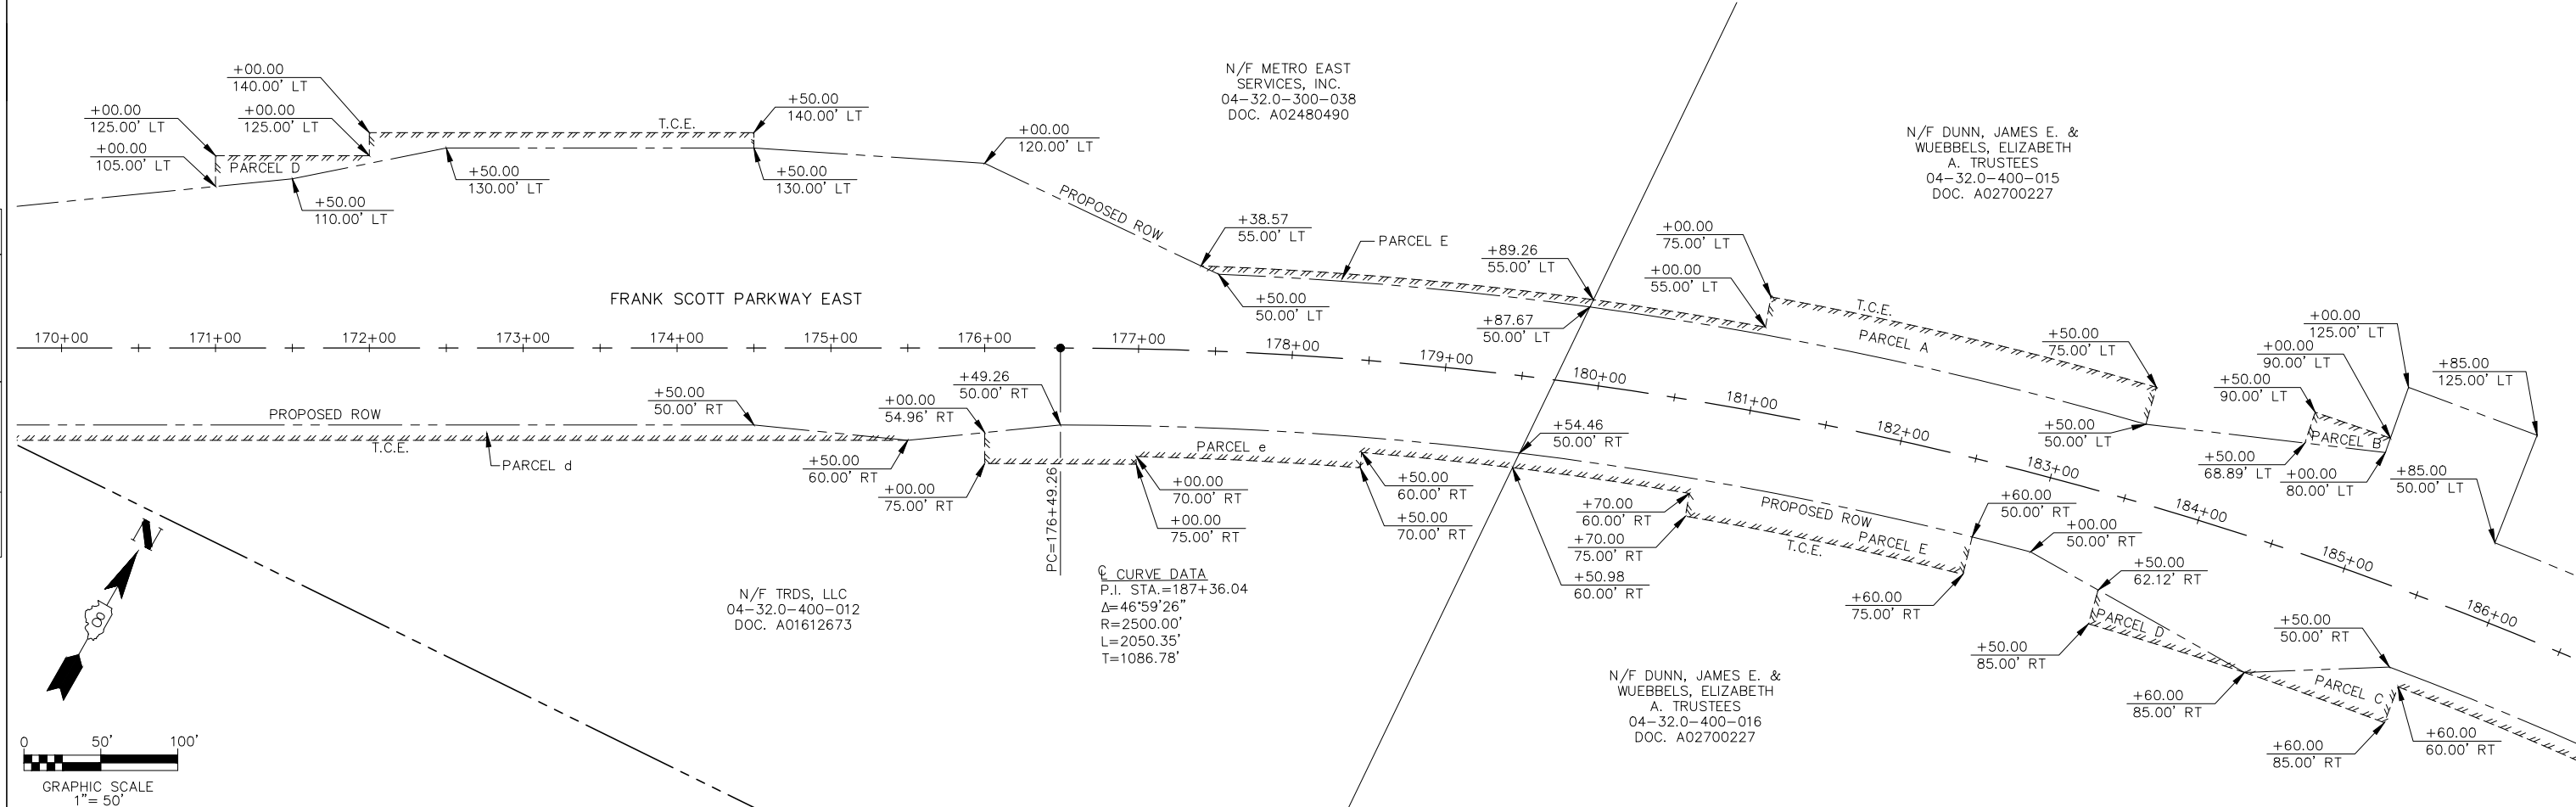 N/F METRO EAST
SERVICES, INC.
04-32.0-300-038
DOC. A02480490
N/F DUNN, JAMES E. &
WUEBBELS, ELIZABETH
A. TRUSTEES
04-32.0-400-015
DOC. A02700227
+00.00
140.00' LT
+00.00
125.00' LT
+00.00
125.00' LT
+00.00
105.00' LT
PARCEL D
+50.00
110.00' LT
T.C.E.
+50.00
140.00' LT
+50.00
130.00' LT
+50.00
130.00' LT
+00.00
120.00' LT
PROPOSED ROW
+38.57
55.00' LT
PARCEL E
+50.00
50.00' LT
+89.26
55.00' LT
+87.67
50.00' LT
+00.00
75.00' LT
+00.00
55.00' LT
T.C.E.
PARCEL A
+50.00
75.00' LT
+50.00
50.00' LT
+00.00
125.00' LT
+00.00
90.00' LT
+50.00
90.00' LT
PARCEL B
+50.00
68.89' LT
+00.00
80.00' LT
+85.00
125.00' LT
+85.00
50.00' LT
FRANK SCOTT PARKWAY EAST
170+00
171+00
172+00
173+00
174+00
175+00
176+00
177+00
178+00
179+00
180+00
181+00
182+00
183+00
184+00
185+00
186+00
PROPOSED ROW
T.C.E.
PARCEL d
+50.00
50.00' RT
+50.00
60.00' RT
+00.00
54.96' RT
+49.26
50.00' RT
+00.00
75.00' RT
PC=176+49.26
PARCEL e
+00.00
70.00' RT
+00.00
75.00' RT
+50.00
60.00' RT
+50.00
70.00' RT
+54.46
50.00' RT
+50.98
60.00' RT
+70.00
60.00' RT
+70.00
75.00' RT
PROPOSED ROW
PARCEL E
T.C.E.
+60.00
50.00' RT
+60.00
75.00' RT
+00.00
50.00' RT
+50.00
62.12' RT
PARCEL D
+50.00
85.00' RT
+60.00
85.00' RT
+50.00
50.00' RT
PARCEL C
+60.00
85.00' RT
+60.00
60.00' RT
℄ CURVE DATA
P.I. STA.=187+36.04
Δ=46°59'26"
R=2500.00'
L=2050.35'
T=1086.78'
N/F TRDS, LLC
04-32.0-400-012
DOC. A01612673
N/F DUNN, JAMES E. &
WUEBBELS, ELIZABETH
A. TRUSTEES
04-32.0-400-016
DOC. A02700227
N
8
0 50' 100'
GRAPHIC SCALE
1"= 50'